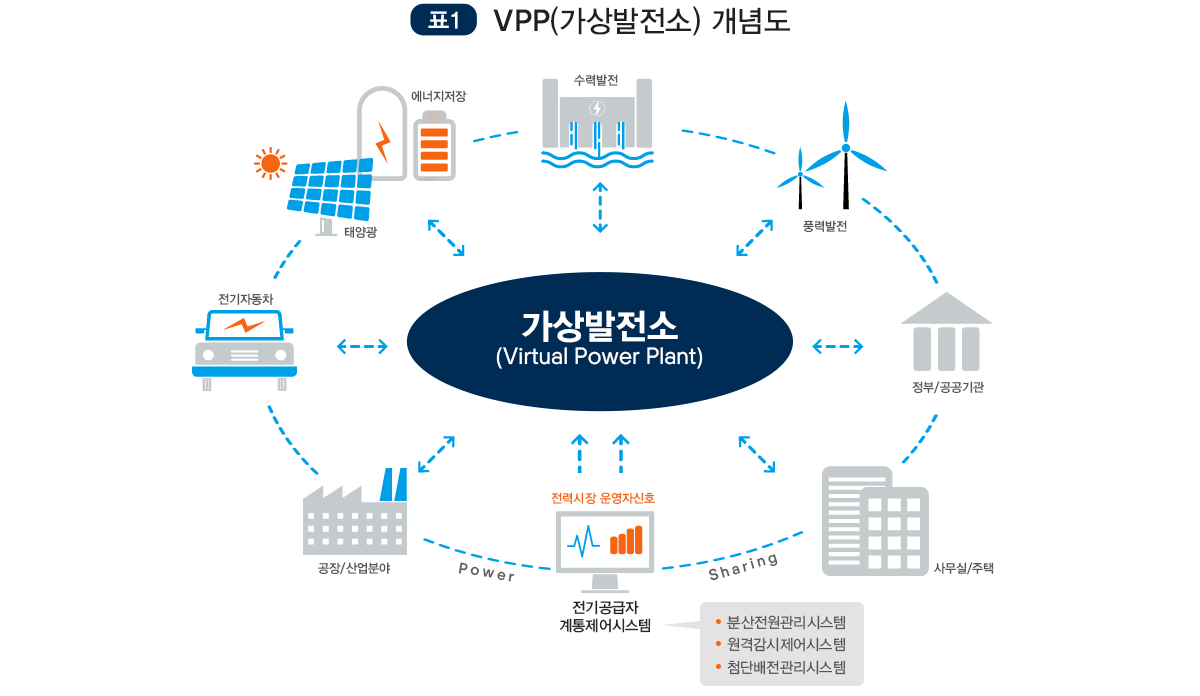 표1 VPP(가상발전소) 개념도
수력발전
에너지저장
태양광
풍력발전
전기자동차
가상발전소
(Virtual Power Plant)
정부/공공기관
전력시장 운영자신호
공장/산업분야
Power
Sharing
사무실/주택
전기공급자
계통제어시스템
• 분산전원관리시스템
• 원격감시제어시스템
• 첨단배전관리시스템